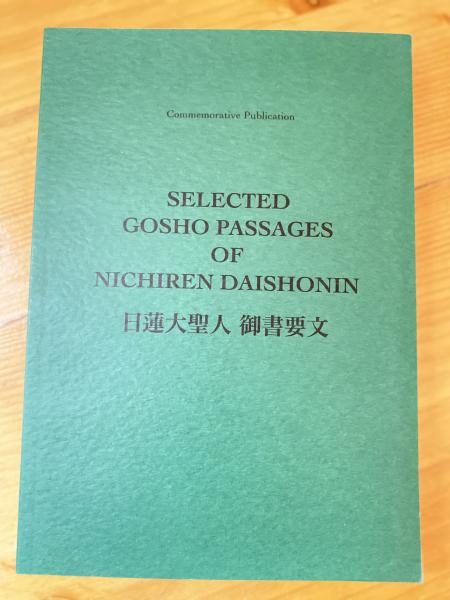 Commemorative Publication
SELECTED
GOSHO PASSAGES
OF
NICHIREN DAISHONIN
日蓮大聖人 御書要文